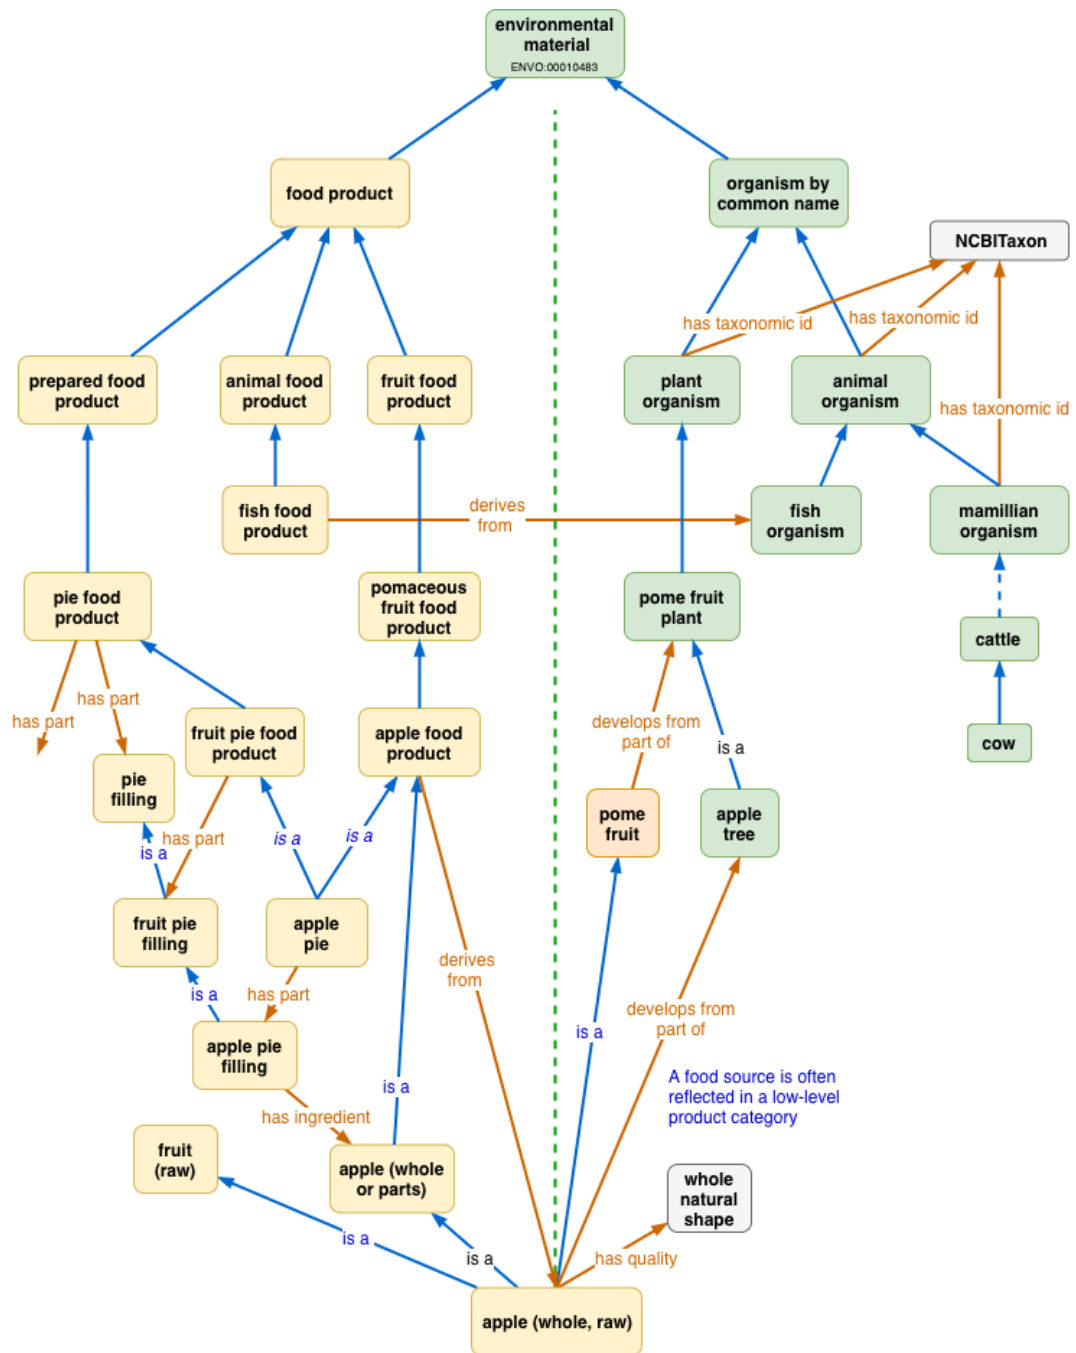 environmental
material
ENVO:00010483
food product
organism by
common name
NCBITaxon
has taxonomic id
has taxonomic id
prepared food
product
animal food
product
fruit food
product
plant
organism
animal
organism
has taxonomic id
fish food
product
derives
from
fish
organism
mamillian
organism
pie food
product
pomaceous
fruit food
product
pome fruit
plant
cattle
has part
has part
fruit pie food
product
apple food
product
develops from
part of
is a
cow
pie
filling
pome
fruit
apple
tree
is a
has part
is a
is a
fruit pie
filling
apple
pie
derives
from
is a
has part
develops from
part of
is a
apple pie
filling
A food source is often
reflected in a low-level
product category
is a
has ingredient
fruit
(raw)
apple (whole
or parts)
whole
natural
shape
is a
is a
has quality
apple (whole, raw)